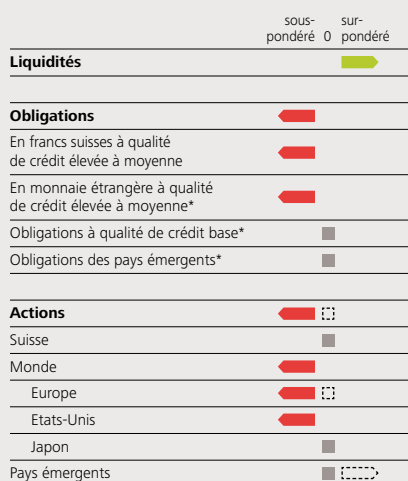 sous-
pondéré 0 sur-
pondéré
Liquidités
Obligations
En francs suisses à qualité
de crédit élevée à moyenne
En monnaie étrangère à qualité
de crédit élevée à moyenne*
Obligations à qualité de crédit base*
Obligations des pays émergents*
Actions
Suisse
Monde
Europe
Etats-Unis
Japon
Pays émergents